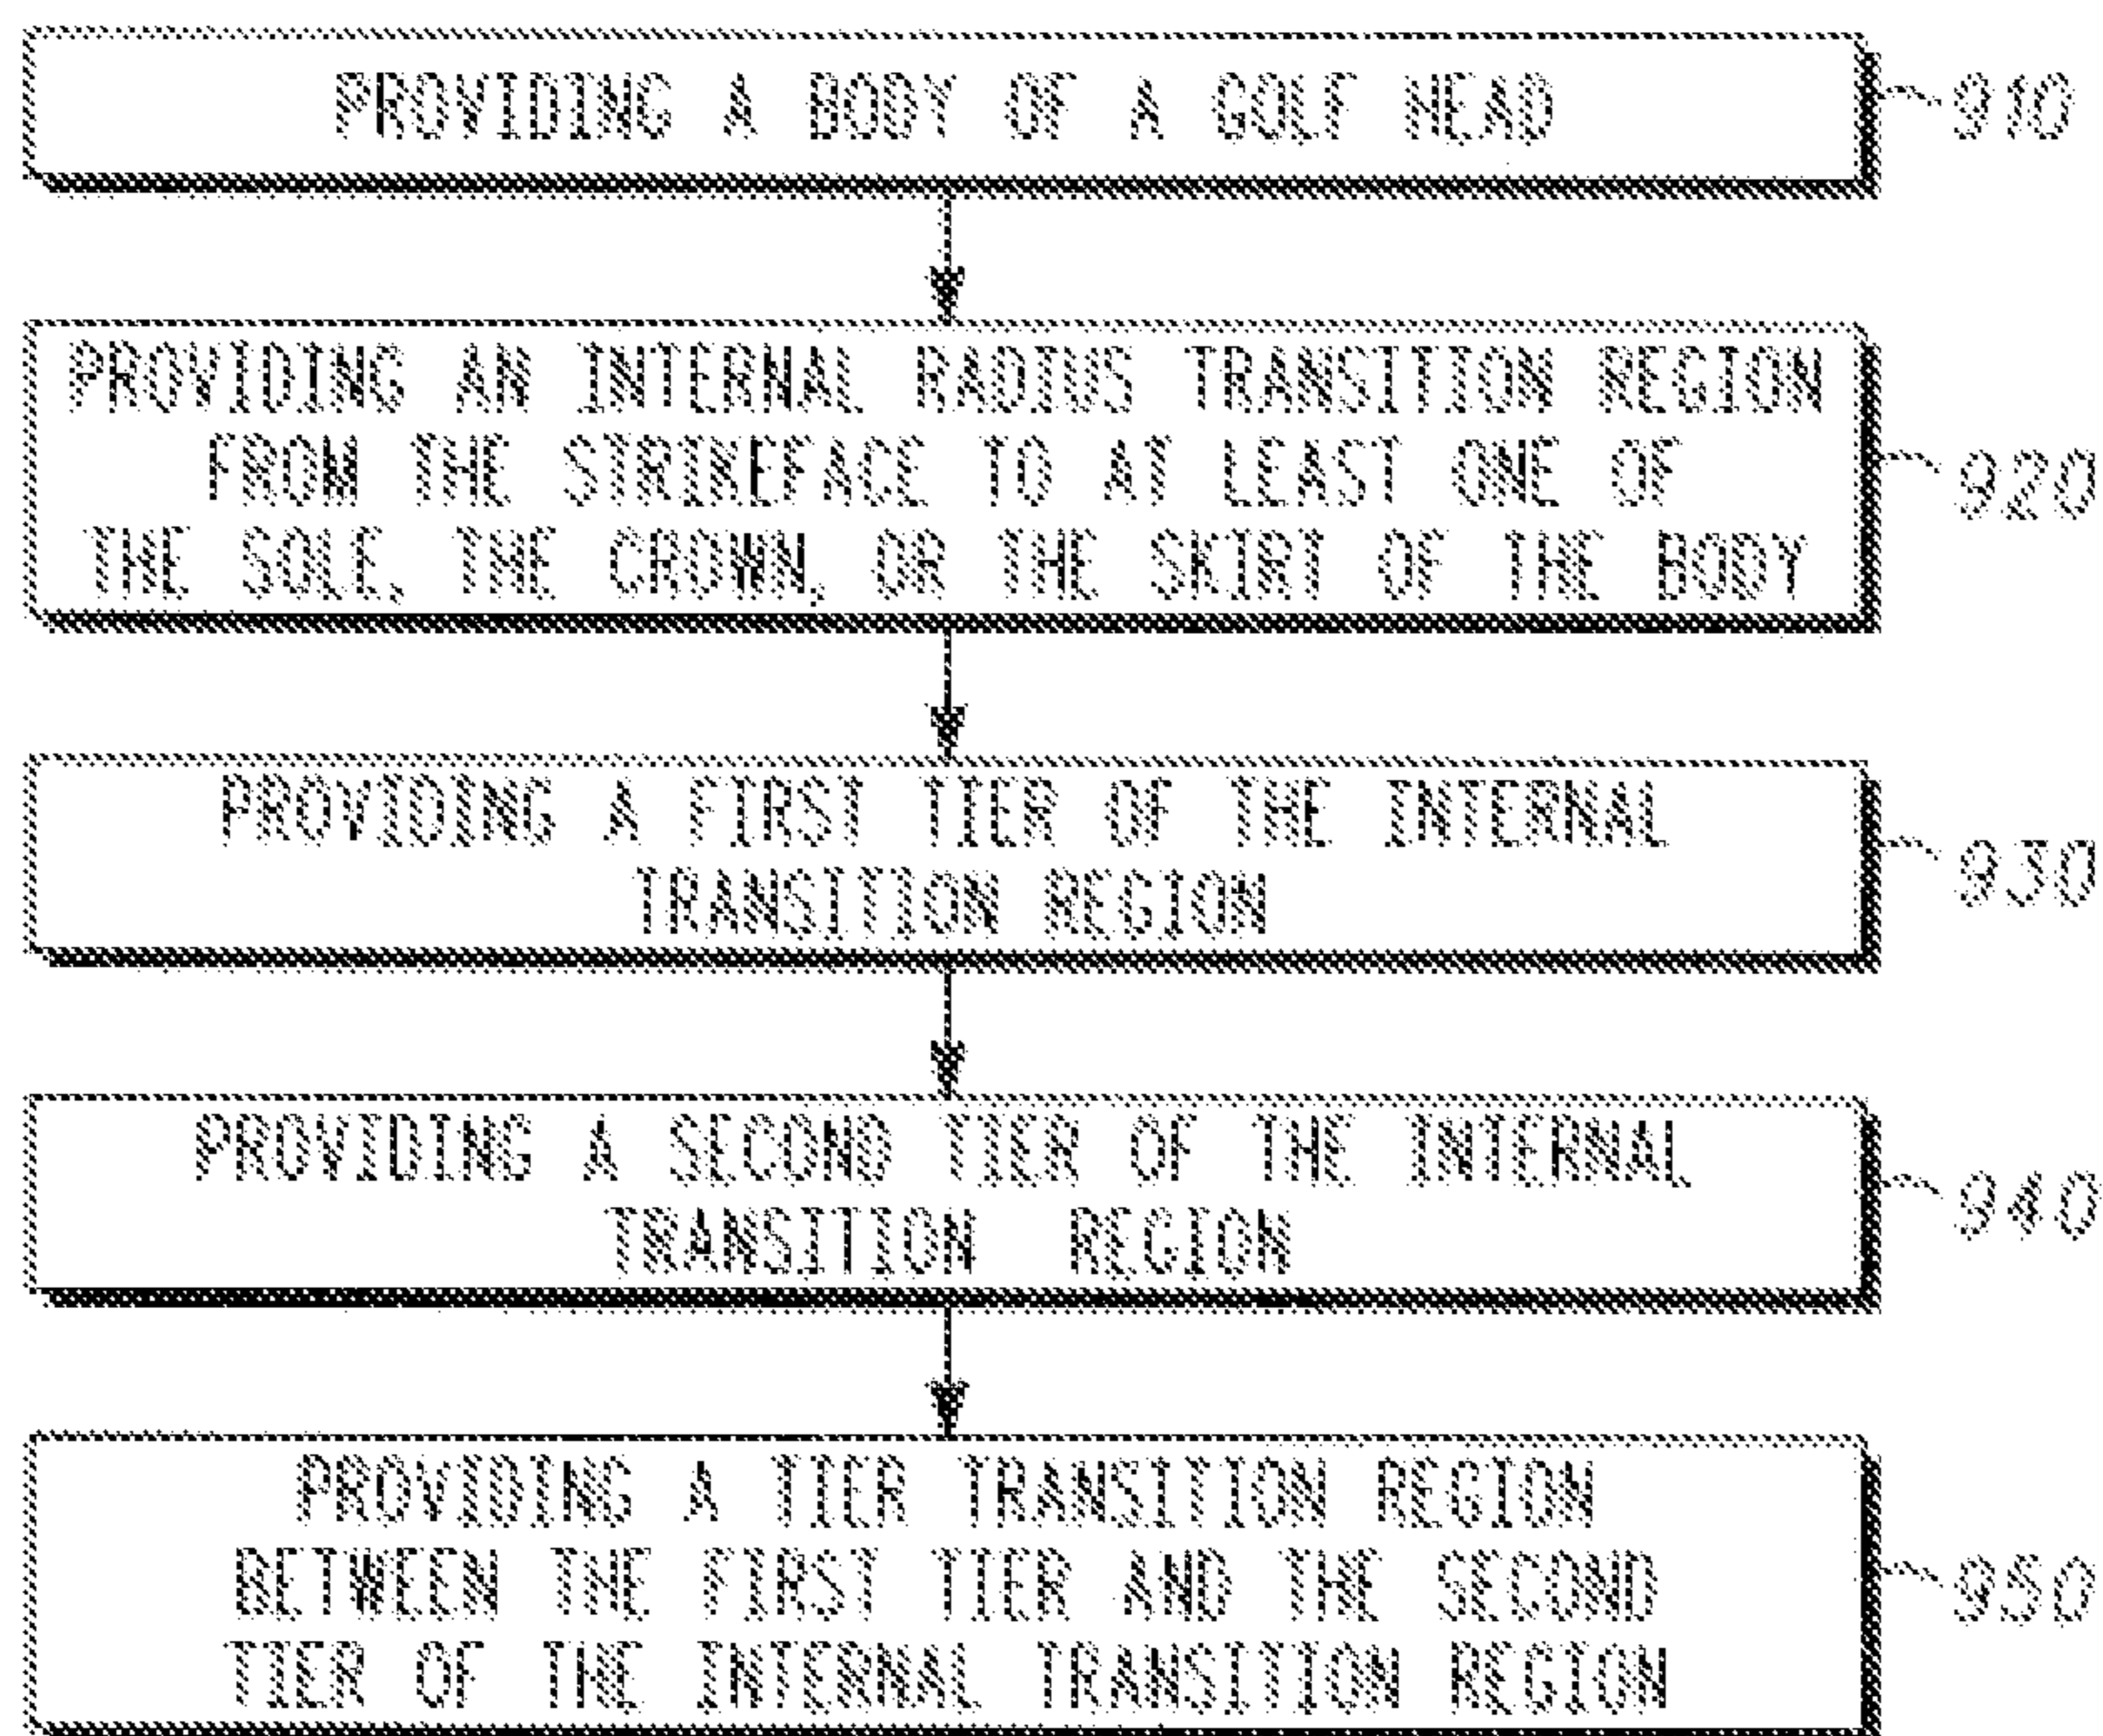 PROVIDING A BODY OF A GOLF HEAD
910
PROVIDING AN INTERNAL RADIUS TRANSITION REGION
FROM THE STRIKEFACE TO AT LEAST ONE OF
THE SOLE, THE CROWN, OR THE SKIRT OF THE BODY
920
PROVIDING A FIRST TIER OF THE INTERNAL
TRANSITION REGION
930
PROVIDING A SECOND TIER OF THE INTERNAL
TRANSITION REGION
940
PROVIDING A TIER TRANSITION REGION
BETWEEN THE FIRST TIER AND THE SECOND
TIER OF THE INTERNAL TRANSITION REGION
950